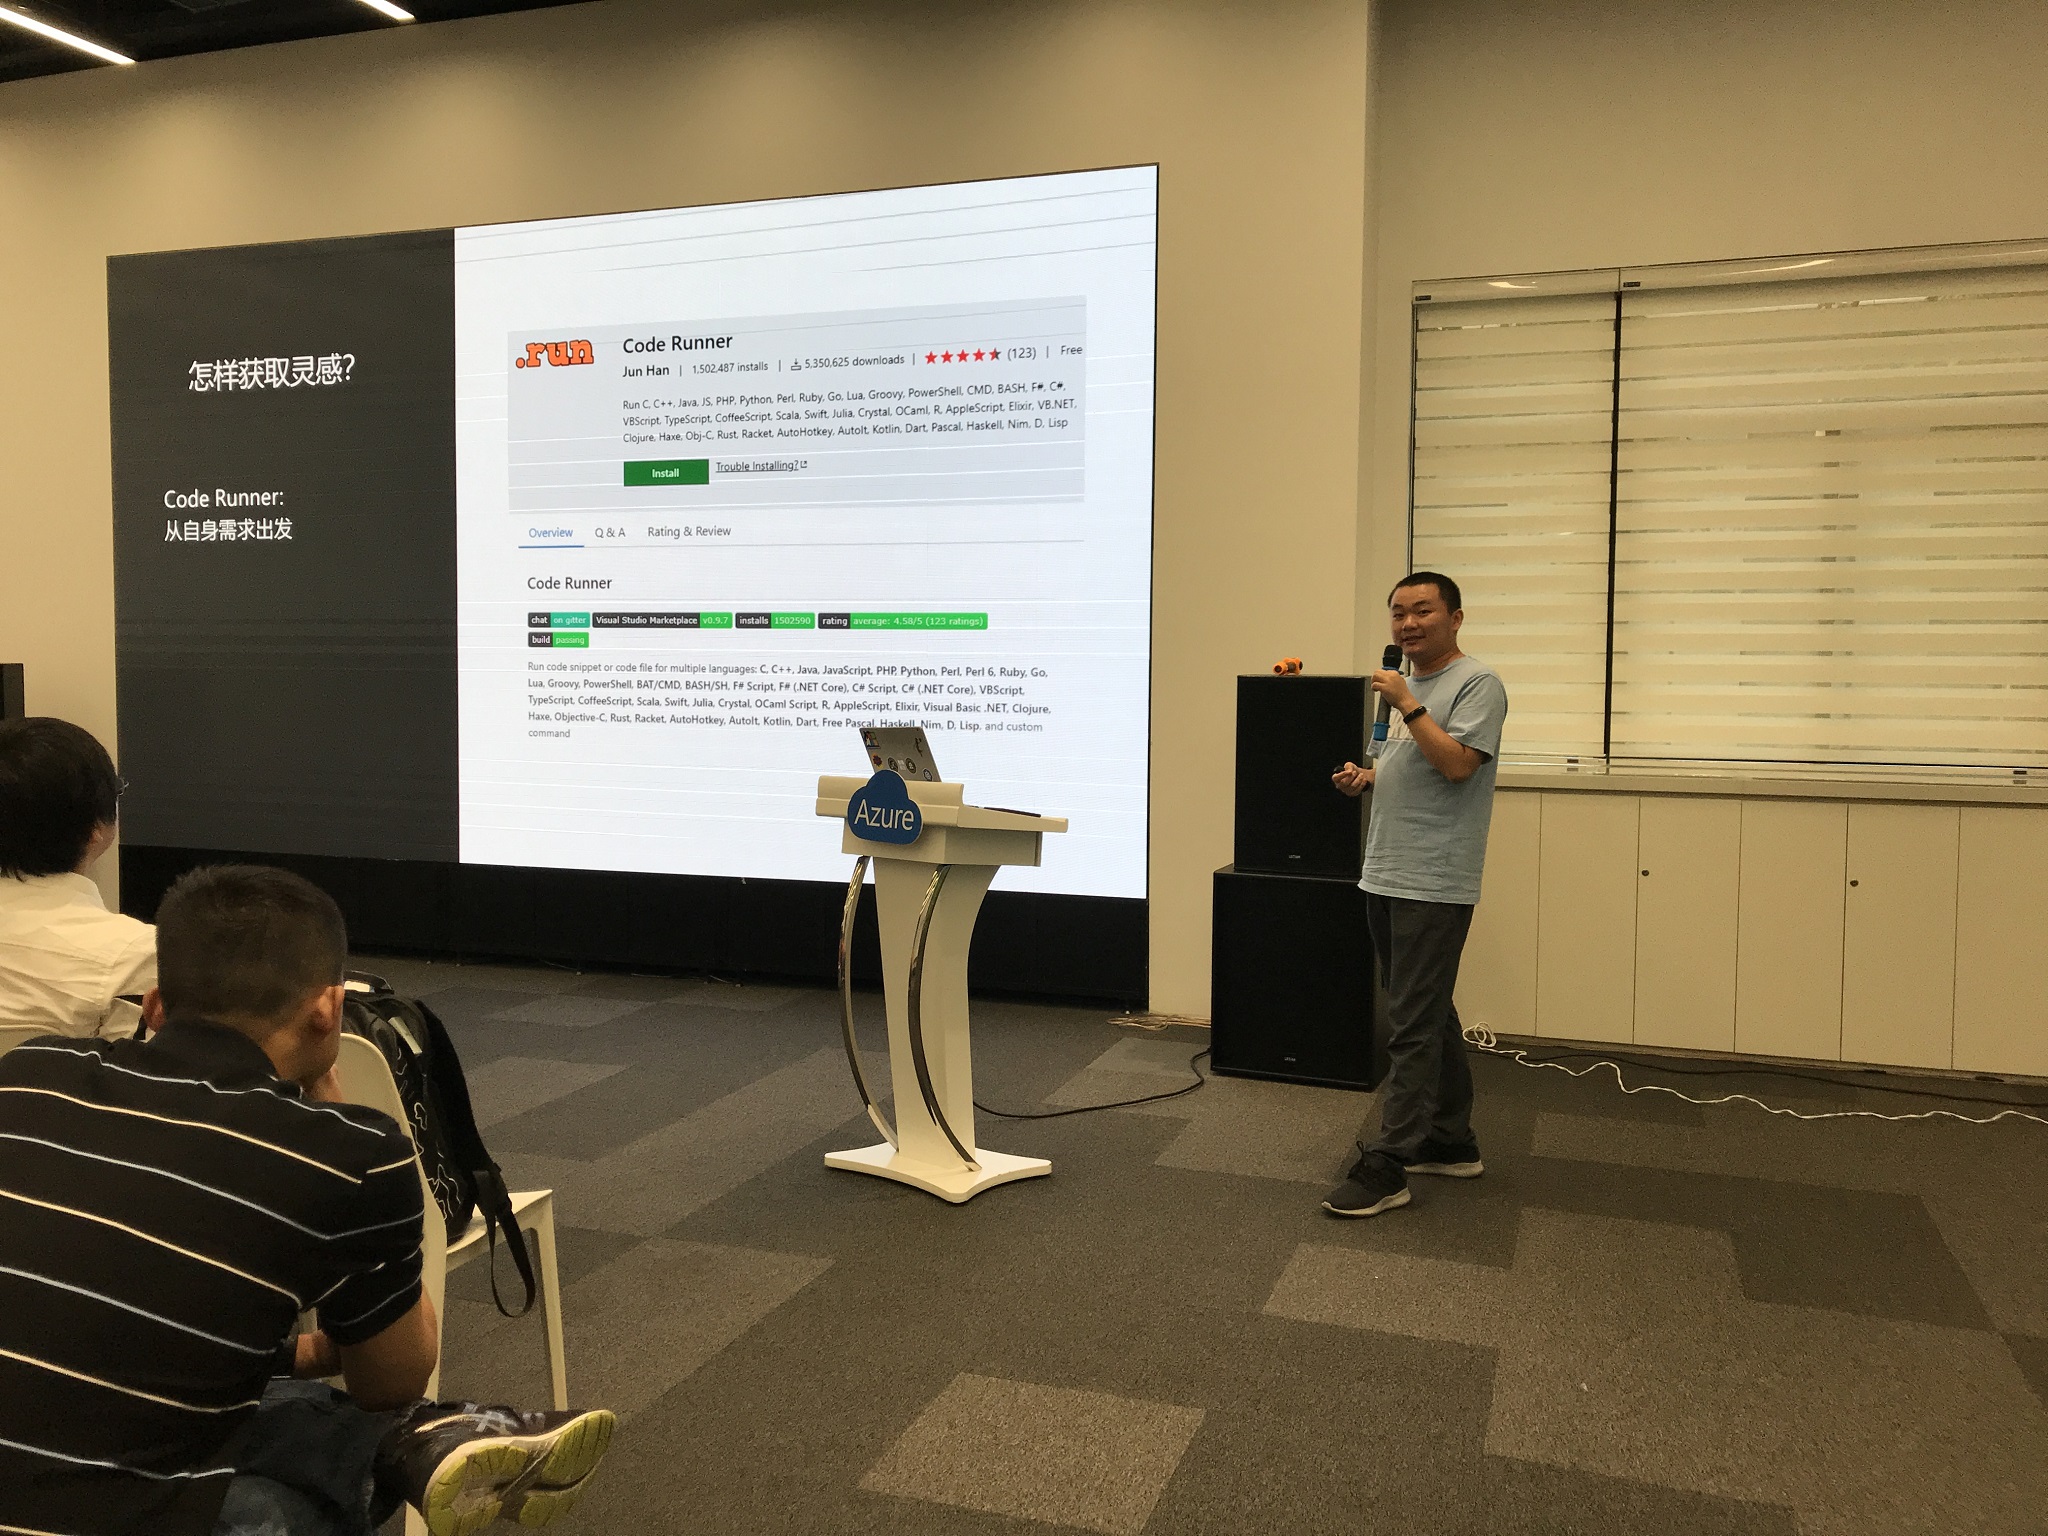 怎样获取灵感?
Code Runner:
从自身需求出发
.run
Code Runner
Jun Han | 1,502,487 installs | 5,350,625 downloads | (123) | Free
Run C, C++, Java, JS, PHP, Python, Perl, Ruby, Go, Lua, Groovy, PowerShell, CMD, BASH, F#, C#,
VBScript, TypeScript, CoffeeScript, Scala, Swift, Julia, Crystal, OCaml, R, AppleScript, Elixir, VB.NET,
Clojure, Haxe, Obj-C, Rust, Racket, AutoHotkey, AutoIt, Kotlin, Dart, Pascal, Haskell, Nim, D, Lisp
Install
Trouble Installing?
Overview Q & A Rating & Review
Code Runner
chat on gitter Visual Studio Marketplace v0.9.7 installs 1502590 rating average: 4.58/5 (123 ratings)
build passing
Run code snippet or code file for multiple languages: C, C++, Java, JavaScript, PHP, Python, Perl, Perl 6, Ruby, Go,
Lua, Groovy, PowerShell, BAT/CMD, BASH/SH, F# Script, F# (.NET Core), C# Script, C# (.NET Core), VBScript,
TypeScript, CoffeeScript, Scala, Swift, Julia, Crystal, OCaml Script, R, AppleScript, Elixir, Visual Basic .NET, Clojure,
Haxe, Objective-C, Rust, Racket, AutoHotkey, AutoIt, Kotlin, Dart, Free Pascal, Haskell, Nim, D, Lisp, and custom
command
Azure